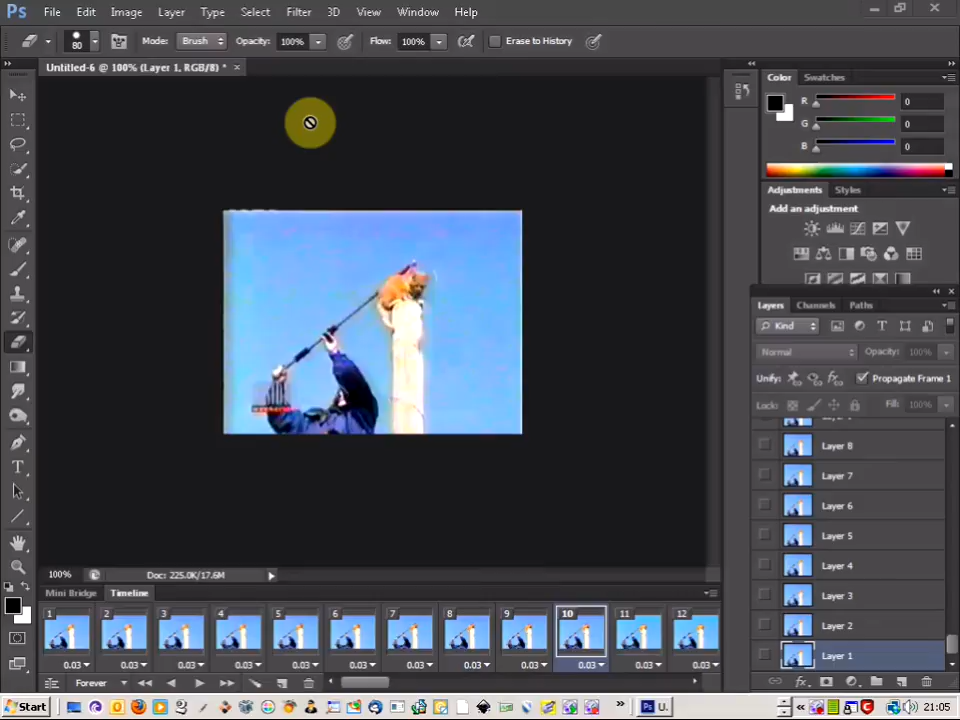 Ps File Edit Image Layer Type Select Filter 3D View Window Help
80 Mode: Brush Opacity: 100% Flow: 100% Erase to History
Untitled-6 @ 100% (Layer 1, RGB/8) * ×
Color Swatches
R 0
G 0
B 0
Adjustments Styles
Add an adjustment
Layers Channels Paths
Kind
Normal Opacity: 100%
Unify: Propagate Frame 1
Lock: Fill: 100%
Layer 8
Layer 7
Layer 6
Layer 5
Layer 4
Layer 3
Layer 2
Layer 1
fx
100% Doc: 225.0K/17.6M
Mini Bridge Timeline
1 2 3 4 5 6 7 8 9 10 11 12
0.03 0.03 0.03 0.03 0.03 0.03 0.03 0.03 0.03 0.03 0.03 0.03
Forever
Start Ps U. 21:05